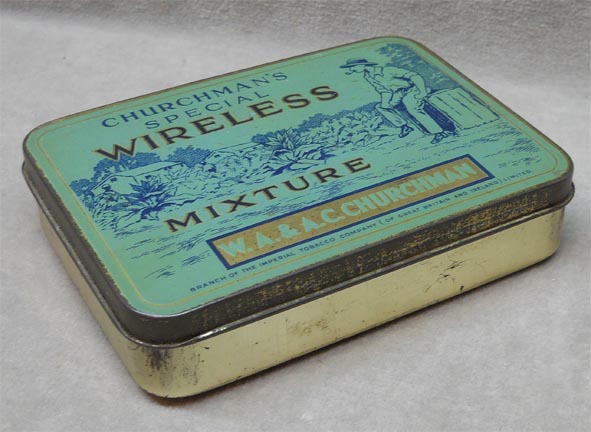 CHURCHMAN'S
SPECIAL
WIRELESS
MIXTURE
W.A. & A.C. CHURCHMAN
BRANCH OF THE IMPERIAL TOBACCO COMPANY (OF GREAT BRITAIN AND IRELAND) LIMITED